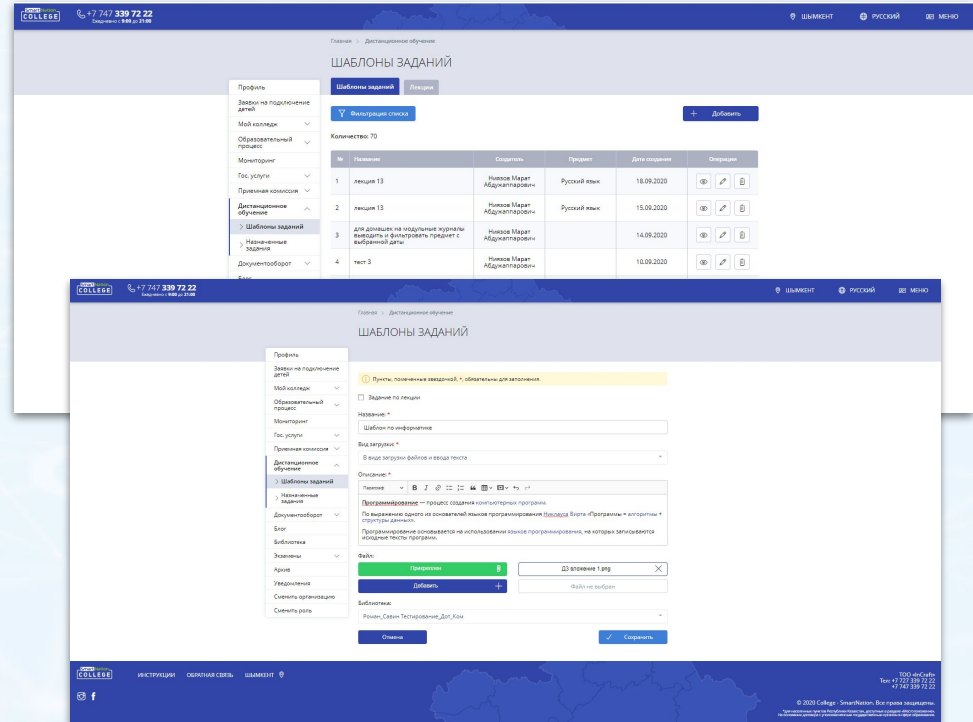 SmartNation
COLLEGE
+7 747 339 72 22
Ежедневно с 9:00 до 21:00
ШЫМКЕНТ
РУССКИЙ
МЕНЮ
Главная > Дистанционное обучение
ШАБЛОНЫ ЗАДАНИЙ
Шаблоны заданий
Лекции
Профиль
Заявки на подключение
детей
Мой колледж
Образовательный
процесс
Мониторинг
Гос. услуги
Приемная комиссия
Дистанционное
обучение
> Шаблоны заданий
> Назначенные
задания
Документооборот
Блог
Фильтрация списка
+ Добавить
Количество: 70
№ Название Создатель Предмет Дата создания Операции
1 лекция 13 Ниязов Марат Абдужаппарович Русский язык 18.09.2020
2 лекция 13 Ниязов Марат Абдужаппарович Русский язык 15.09.2020
3 для домашек на модульные журналы
выводить и фильтровать предмет с
выбранной даты
Ниязов Марат Абдужаппарович 14.09.2020
4 тест 3 Ниязов Марат Абдужаппарович 10.09.2020
SmartNation
COLLEGE
+7 747 339 72 22
Ежедневно с 9:00 до 21:00
ШЫМКЕНТ
РУССКИЙ
МЕНЮ
Главная > Дистанционное обучение
ШАБЛОНЫ ЗАДАНИЙ
Профиль
Заявки на подключение
детей
Мой колледж
Образовательный
процесс
Мониторинг
Гос. услуги
Приемная комиссия
Дистанционное
обучение
> Шаблоны заданий
> Назначенные
задания
Документооборот
Блог
Библиотека
Экзамены
Архив
Уведомления
Сменить организацию
Сменить роль
Пункты, помеченные звездочкой, *, обязательны для заполнения.
Задание по лекции
Название: *
Шаблон по информатике
Вид загрузки: *
В виде загрузки файлов и ввода текста
Описание: *
Параграф
B I
Программирование — процесс создания компьютерных программ.
По выражению одного из основателей языков программирования Никлауса Вирта «Программы = алгоритмы +
структуры данных».
Программирование основывается на использовании языков программирования, на которых записываются
исходные тексты программ.
Файл:
Прикреплен
ДЗ вложение 1.png
Добавить +
Файл не выбран
Библиотека:
Роман_Савин-Тестирование_Дот_Ком
Отмена
Сохранить
SmartNation
COLLEGE
ИНСТРУКЦИИ ОБРАТНАЯ СВЯЗЬ ШЫМКЕНТ
ТОО «InCraft»
Тел: +7 727 339 72 22
+7 747 339 72 22
© 2020 College - SmartNation. Все права защищены.